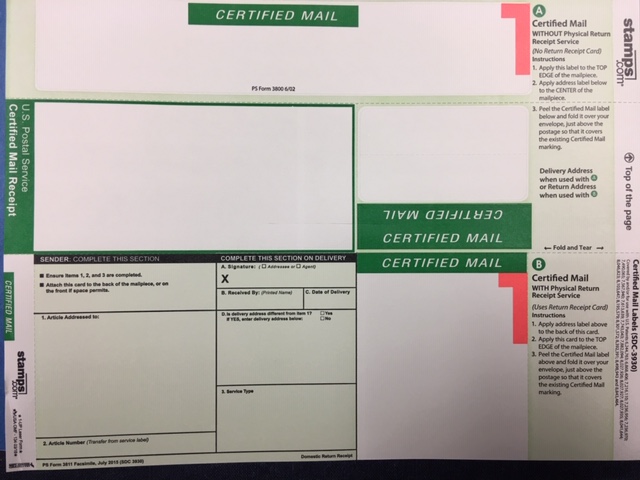 CERTIFIED MAIL
PS Form 3800 6/02
A
Certified Mail
WITHOUT Physical Return
Receipt Service
(No Return Receipt Card)
Instructions
1. Apply this label to the TOP
EDGE of the mailpiece.
2. Apply address label below
to the CENTER of the
mailpiece.
3. Peel the Certified Mail label
below and fold it over your
envelope, just above the
postage so that it covers
the existing Certified Mail
marking.
Delivery Address
when used with A
or Return Address
when used with
← Fold and Tear →
stamps
.com
Top of the page
U.S. Postal Service
Certified Mail Receipt
CERTIFIED MAIL
CERTIFIED MAIL
CERTIFIED MAIL
SENDER: COMPLETE THIS SECTION
■ Ensure items 1, 2, and 3 are completed.
■ Attach this card to the back of the mailpiece, or on
the front if space permits.
1. Article Addressed to:
2. Article Number (Transfer from service label)
PS Form 3811 Facsimile, July 2015 (SDC 3930)
COMPLETE THIS SECTION ON DELIVERY
A. Signature: (☐ Addressee or ☐ Agent)
X
B. Received By: (Printed Name)
C. Date of Delivery
D. Is delivery address different from item 1? ☐ Yes
If YES, enter delivery address below: ☐ No
3. Service Type
Domestic Return Receipt
B
Certified Mail
WITH Physical Return
Receipt Service
(Uses Return Receipt Card)
Instructions
1. Apply address label above
to the back of this card.
2. Apply this card to the TOP
EDGE of the mailpiece.
3. Peel the Certified Mail label
above and fold it over your
envelope, just above the
postage so that it covers
the existing Certified Mail
marking.
Certified Mail Labels (SDC-3930)
CERTIFIED MAIL
stamps
.com